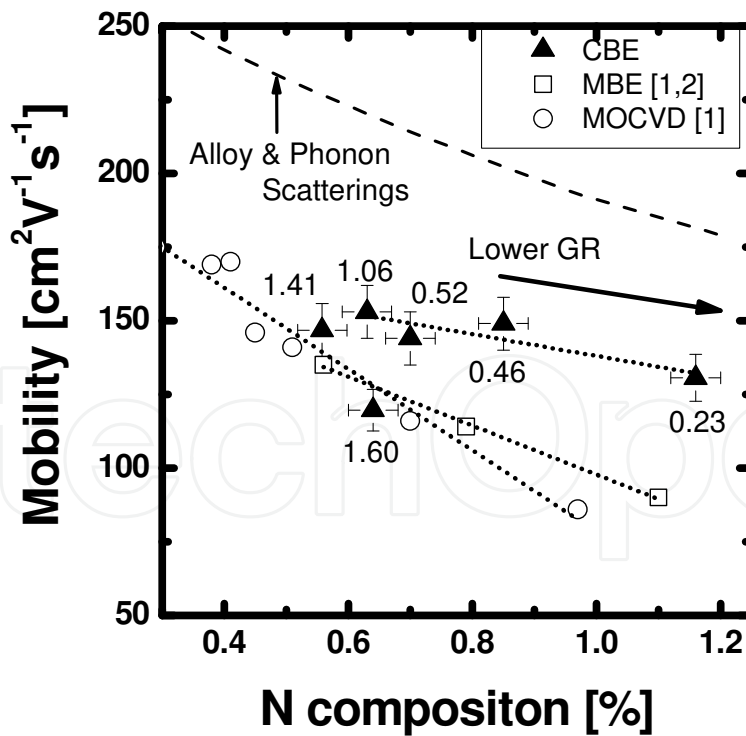 250
200
150
100
50
Mobility [cm²V⁻¹s⁻¹]
CBE
MBE [1,2]
MOCVD [1]
Alloy & Phonon
Scatterings
Lower GR
1.41
1.06
0.52
0.46
0.23
1.60
0.4
0.6
0.8
1.0
1.2
N compositon [%]